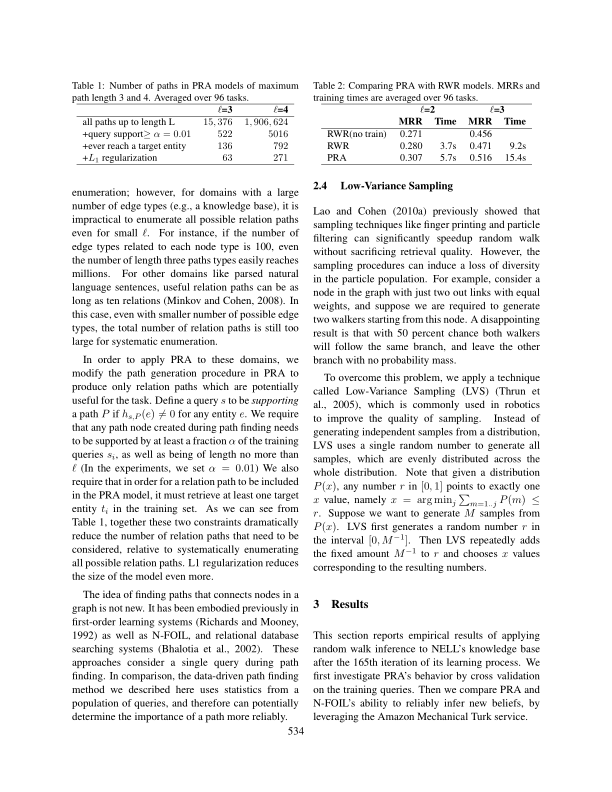 Table 1: Number of paths in PRA models of maximum
path length 3 and 4. Averaged over 96 tasks.
ℓ=3 ℓ=4
all paths up to length L 15,376 1,906,624
+query support≥ α = 0.01 522 5016
+ever reach a target entity 136 792
+L1 regularization 63 271
enumeration; however, for domains with a large
number of edge types (e.g., a knowledge base), it is
impractical to enumerate all possible relation paths
even for small ℓ. For instance, if the number of
edge types related to each node type is 100, even
the number of length three paths types easily reaches
millions. For other domains like parsed natural
language sentences, useful relation paths can be as
long as ten relations (Minkov and Cohen, 2008). In
this case, even with smaller number of possible edge
types, the total number of relation paths is still too
large for systematic enumeration.
In order to apply PRA to these domains, we
modify the path generation procedure in PRA to
produce only relation paths which are potentially
useful for the task. Define a query s to be supporting
a path P if hs,P(e) ≠ 0 for any entity e. We require
that any path node created during path finding needs
to be supported by at least a fraction α of the training
queries si, as well as being of length no more than
ℓ (In the experiments, we set α = 0.01) We also
require that in order for a relation path to be included
in the PRA model, it must retrieve at least one target
entity ti in the training set. As we can see from
Table 1, together these two constraints dramatically
reduce the number of relation paths that need to be
considered, relative to systematically enumerating
all possible relation paths. L1 regularization reduces
the size of the model even more.
The idea of finding paths that connects nodes in a
graph is not new. It has been embodied previously in
first-order learning systems (Richards and Mooney,
1992) as well as N-FOIL, and relational database
searching systems (Bhalotia et al., 2002). These
approaches consider a single query during path
finding. In comparison, the data-driven path finding
method we described here uses statistics from a
population of queries, and therefore can potentially
determine the importance of a path more reliably.
Table 2: Comparing PRA with RWR models. MRRs and
training times are averaged over 96 tasks.
ℓ=2 ℓ=3
MRR Time MRR Time
RWR(no train) 0.271 0.456
RWR 0.280 3.7s 0.471 9.2s
PRA 0.307 5.7s 0.516 15.4s
2.4 Low-Variance Sampling
Lao and Cohen (2010a) previously showed that
sampling techniques like finger printing and particle
filtering can significantly speedup random walk
without sacrificing retrieval quality. However, the
sampling procedures can induce a loss of diversity
in the particle population. For example, consider a
node in the graph with just two out links with equal
weights, and suppose we are required to generate
two walkers starting from this node. A disappointing
result is that with 50 percent chance both walkers
will follow the same branch, and leave the other
branch with no probability mass.
To overcome this problem, we apply a technique
called Low-Variance Sampling (LVS) (Thrun et
al., 2005), which is commonly used in robotics
to improve the quality of sampling. Instead of
generating independent samples from a distribution,
LVS uses a single random number to generate all
samples, which are evenly distributed across the
whole distribution. Note that given a distribution
P(x), any number r in [0, 1] points to exactly one
x value, namely x = arg minj ∑m=1..j P(m) ≤
r. Suppose we want to generate M samples from
P(x). LVS first generates a random number r in
the interval [0, M⁻¹]. Then LVS repeatedly adds
the fixed amount M⁻¹ to r and chooses x values
corresponding to the resulting numbers.
3 Results
This section reports empirical results of applying
random walk inference to NELL's knowledge base
after the 165th iteration of its learning process. We
first investigate PRA's behavior by cross validation
on the training queries. Then we compare PRA and
N-FOIL's ability to reliably infer new beliefs, by
leveraging the Amazon Mechanical Turk service.
534